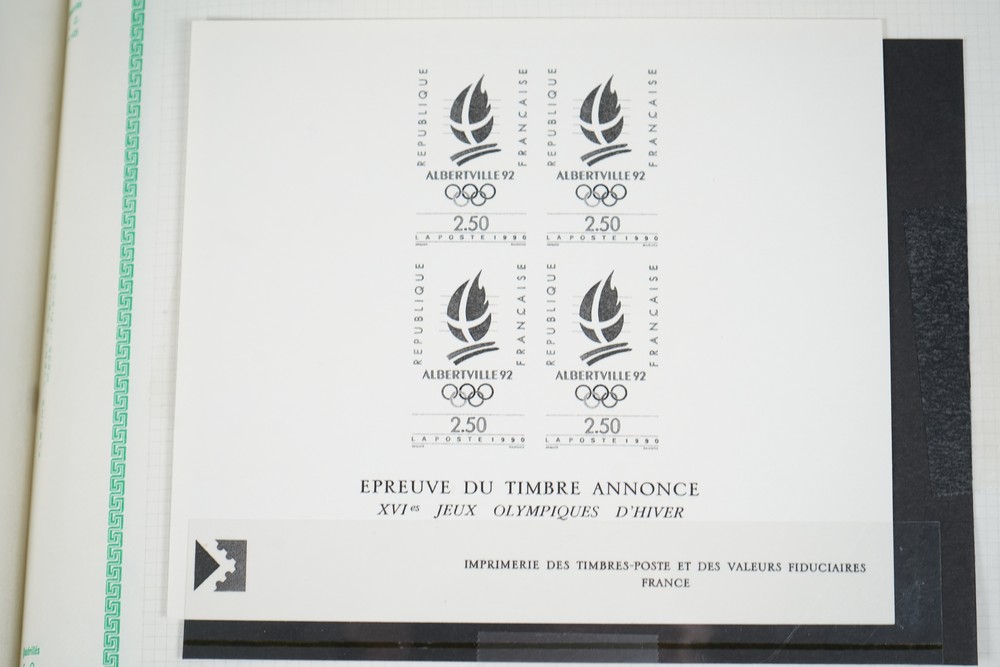 REPUBLIQUE
FRANCAISE
ALBERTVILLE 92
2.50
LA POSTE 1990
REPUBLIQUE
FRANCAISE
ALBERTVILLE 92
2.50
LA POSTE 1990
REPUBLIQUE
FRANCAISE
ALBERTVILLE 92
2.50
LA POSTE 1990
REPUBLIQUE
FRANCAISE
ALBERTVILLE 92
2.50
LA POSTE 1990
EPREUVE DU TIMBRE ANNONCE
XVIes JEUX OLYMPIQUES D'HIVER
IMPRIMERIE DES TIMBRES-POSTE ET DES VALEURS FIDUCIAIRES
FRANCE